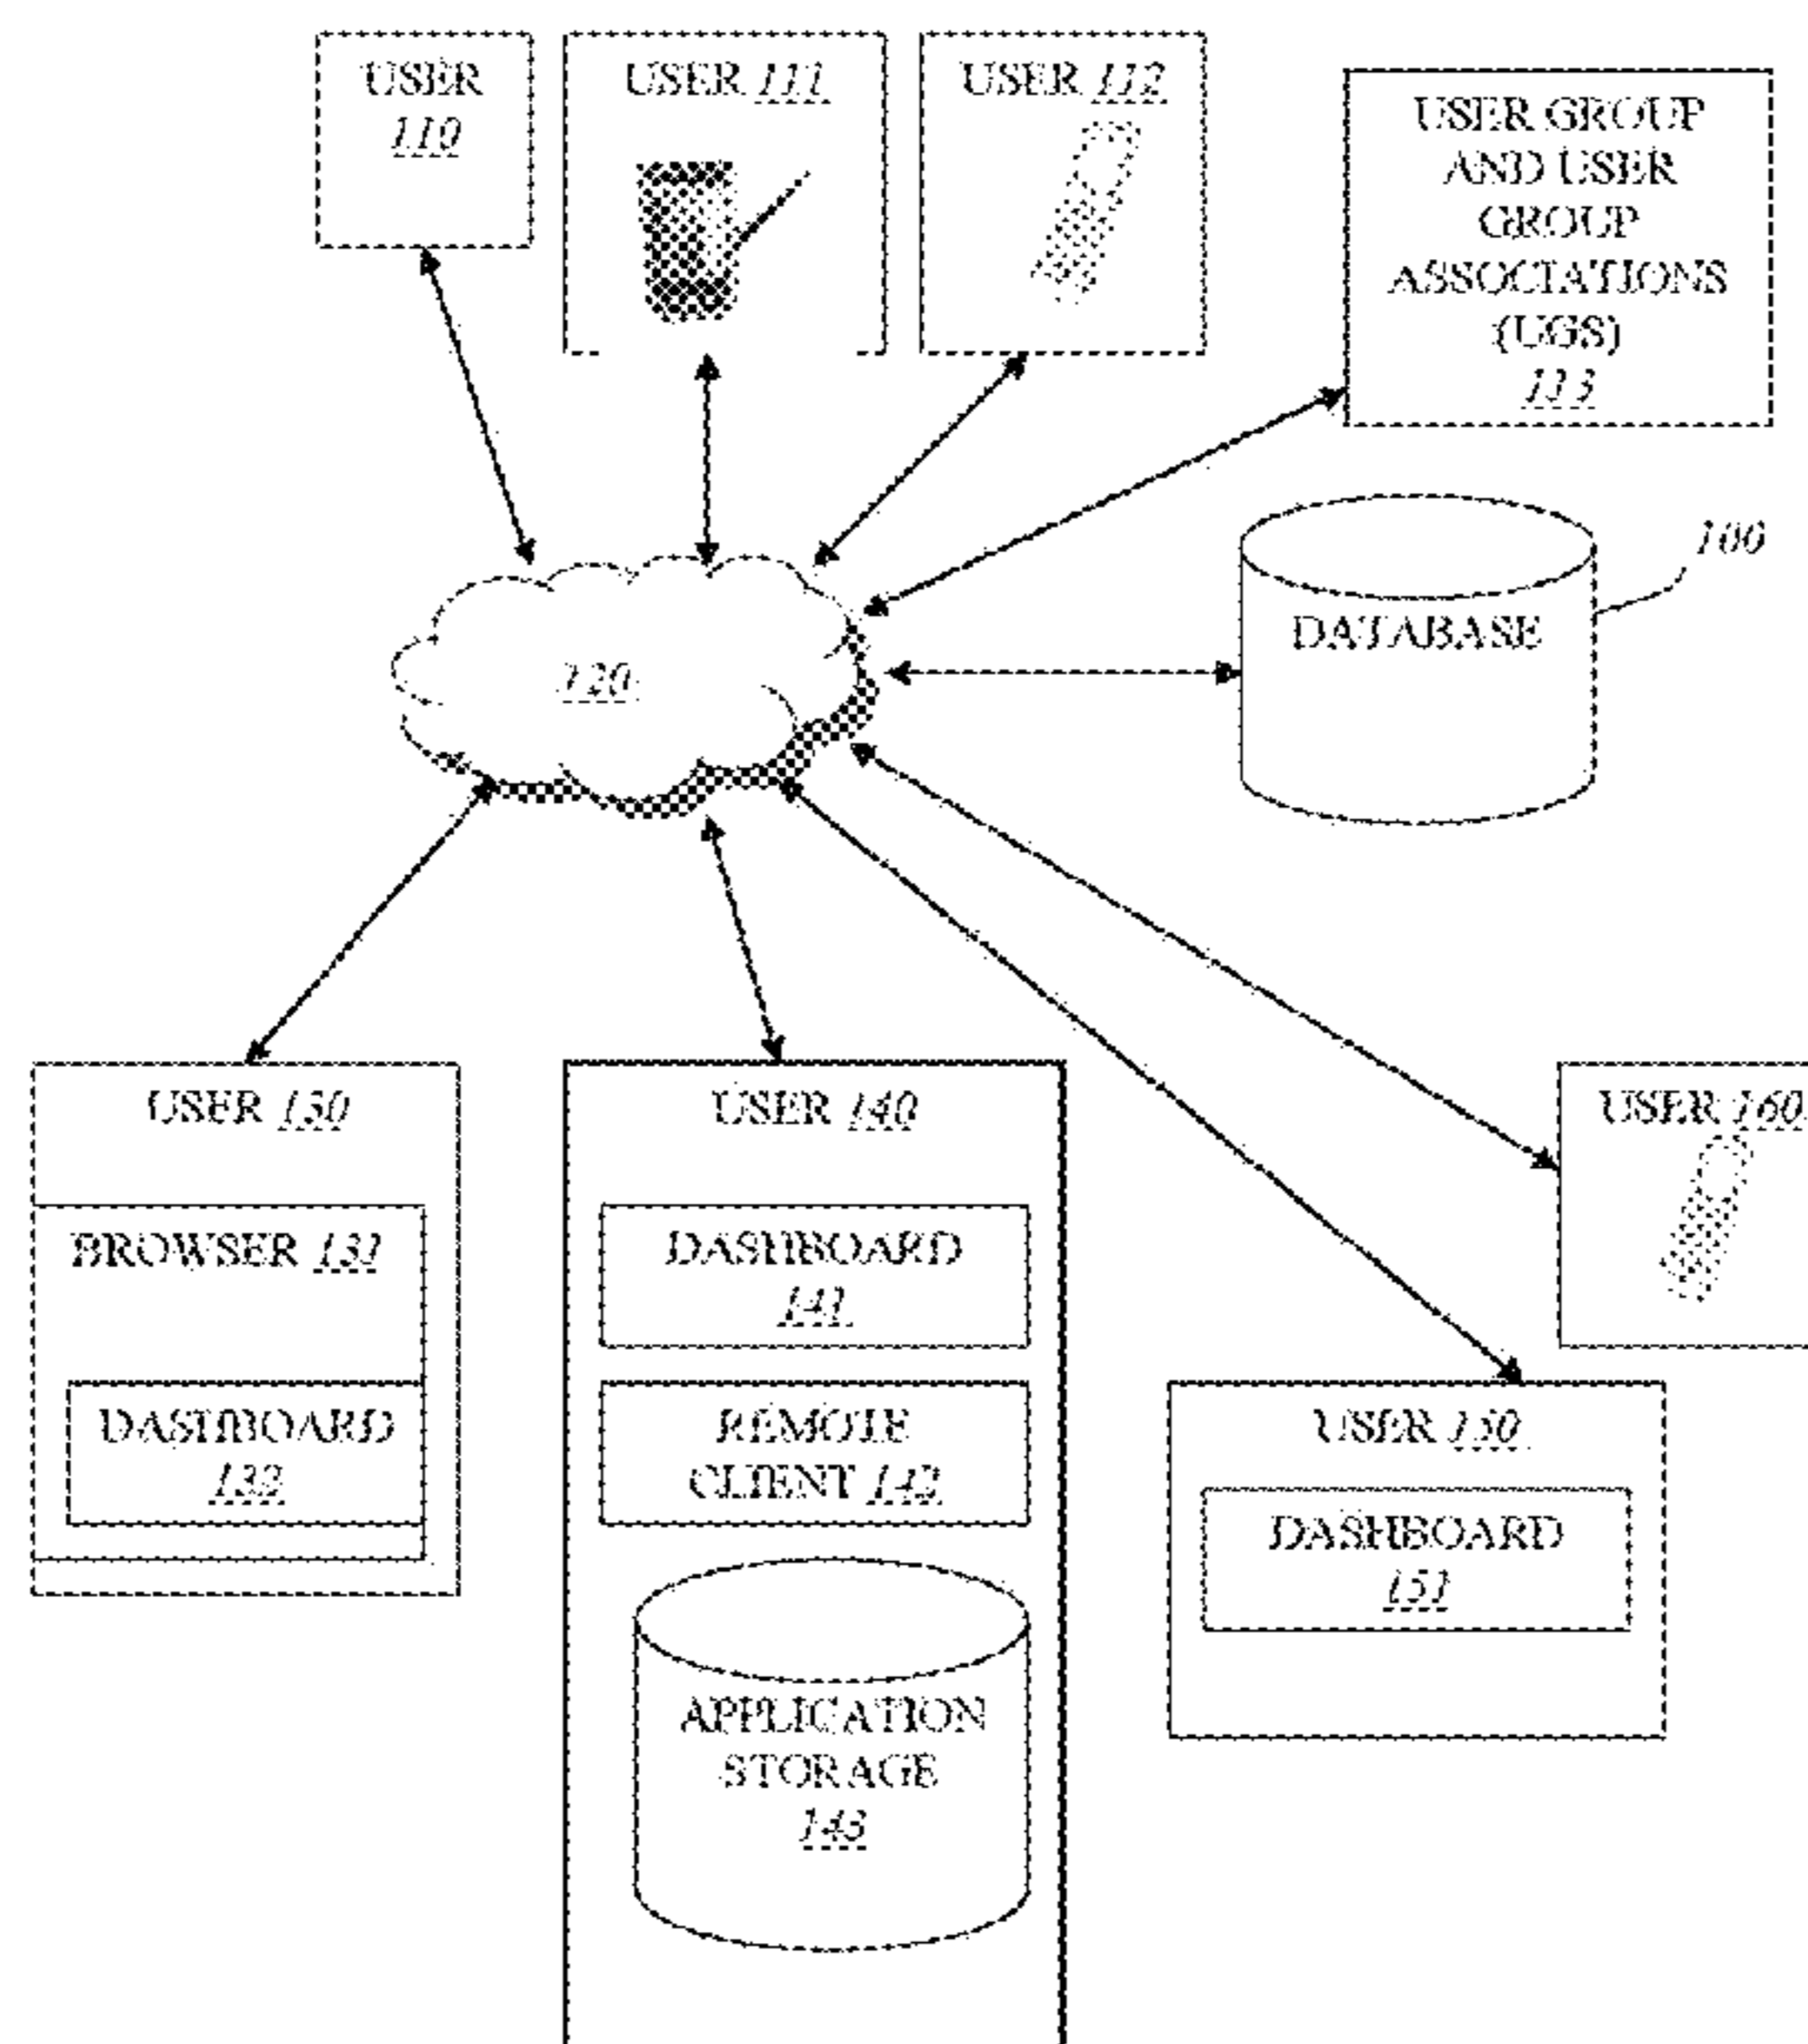 USER
110
USER 111
USER 112
USER GROUP
AND USER
GROUP
ASSOCIATIONS
(UGS)
113
100
DATABASE
120
USER 130
BROWSER 131
DASHBOARD
132
USER 140
DASHBOARD
141
REMOTE
CLIENT 142
APPLICATION
STORAGE
143
USER 160
USER 150
DASHBOARD
151